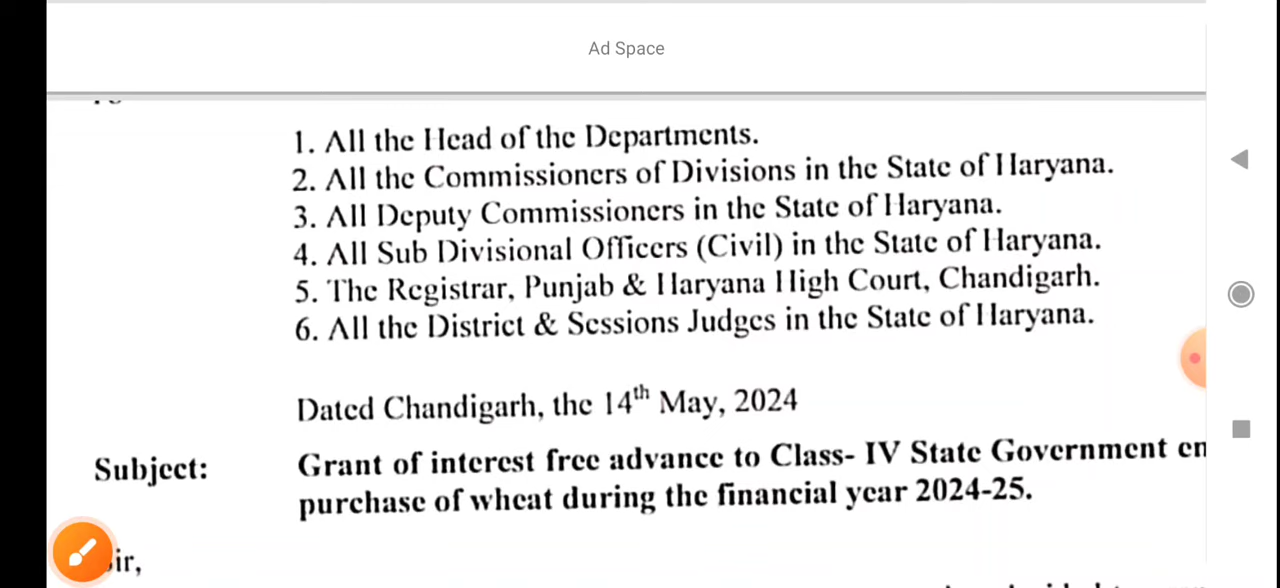 Ad Space
1. All the Head of the Departments.
2. All the Commissioners of Divisions in the State of Haryana.
3. All Deputy Commissioners in the State of Haryana.
4. All Sub Divisional Officers (Civil) in the State of Haryana.
5. The Registrar, Punjab & Haryana High Court, Chandigarh.
6. All the District & Sessions Judges in the State of Haryana.
Dated Chandigarh, the 14th May, 2024
Subject: Grant of interest free advance to Class- IV State Government en
purchase of wheat during the financial year 2024-25.
ir,